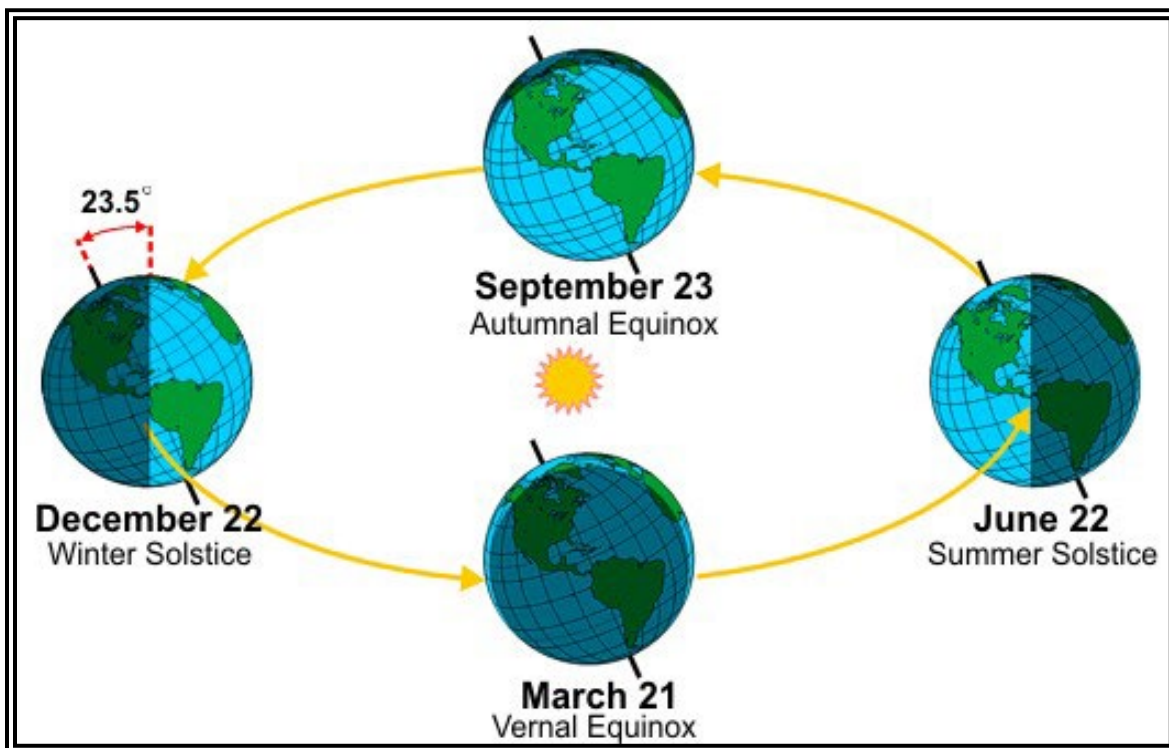 September 23
Autumnal Equinox
23.5°
December 22
Winter Solstice
June 22
Summer Solstice
March 21
Vernal Equinox